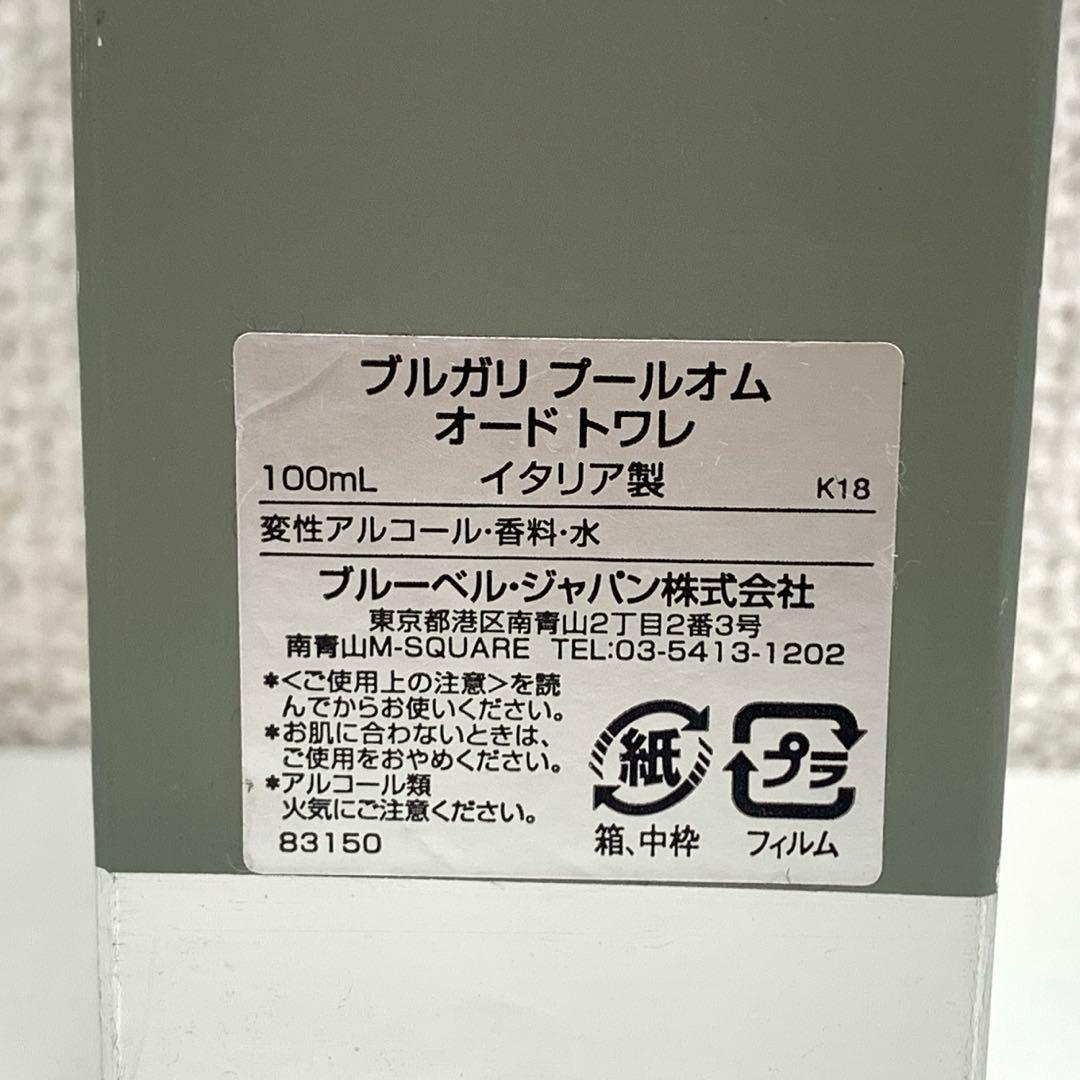 ブルガリ プールオム
オード トワレ
100mL イタリア製 K18
変性アルコール・香料・水
ブルーベル・ジャパン株式会社
東京都港区南青山2丁目2番3号
南青山M-SQUARE TEL:03-5413-1202
*<ご使用上の注意>を読
んでからお使いください。
*お肌に合わないときは、
ご使用をおやめください。
*アルコール類
火気にご注意ください。
83150
紙 プラ
箱、中枠 フィルム